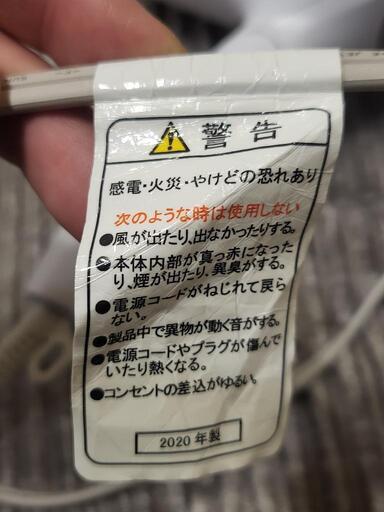 警告
感電・火災・やけどの恐れあり
次のような時は使用しない
●風が出たり、出なかったりする。
●本体内部が真っ赤になった
り、煙が出たり、異臭がする。
●電源コードがねじれて戻ら
ない。
●製品中で異物が動く音がする。
●電源コードやプラグが傷んで
いたり熱くなる。
●コンセントの差込がゆるい。
2020年製